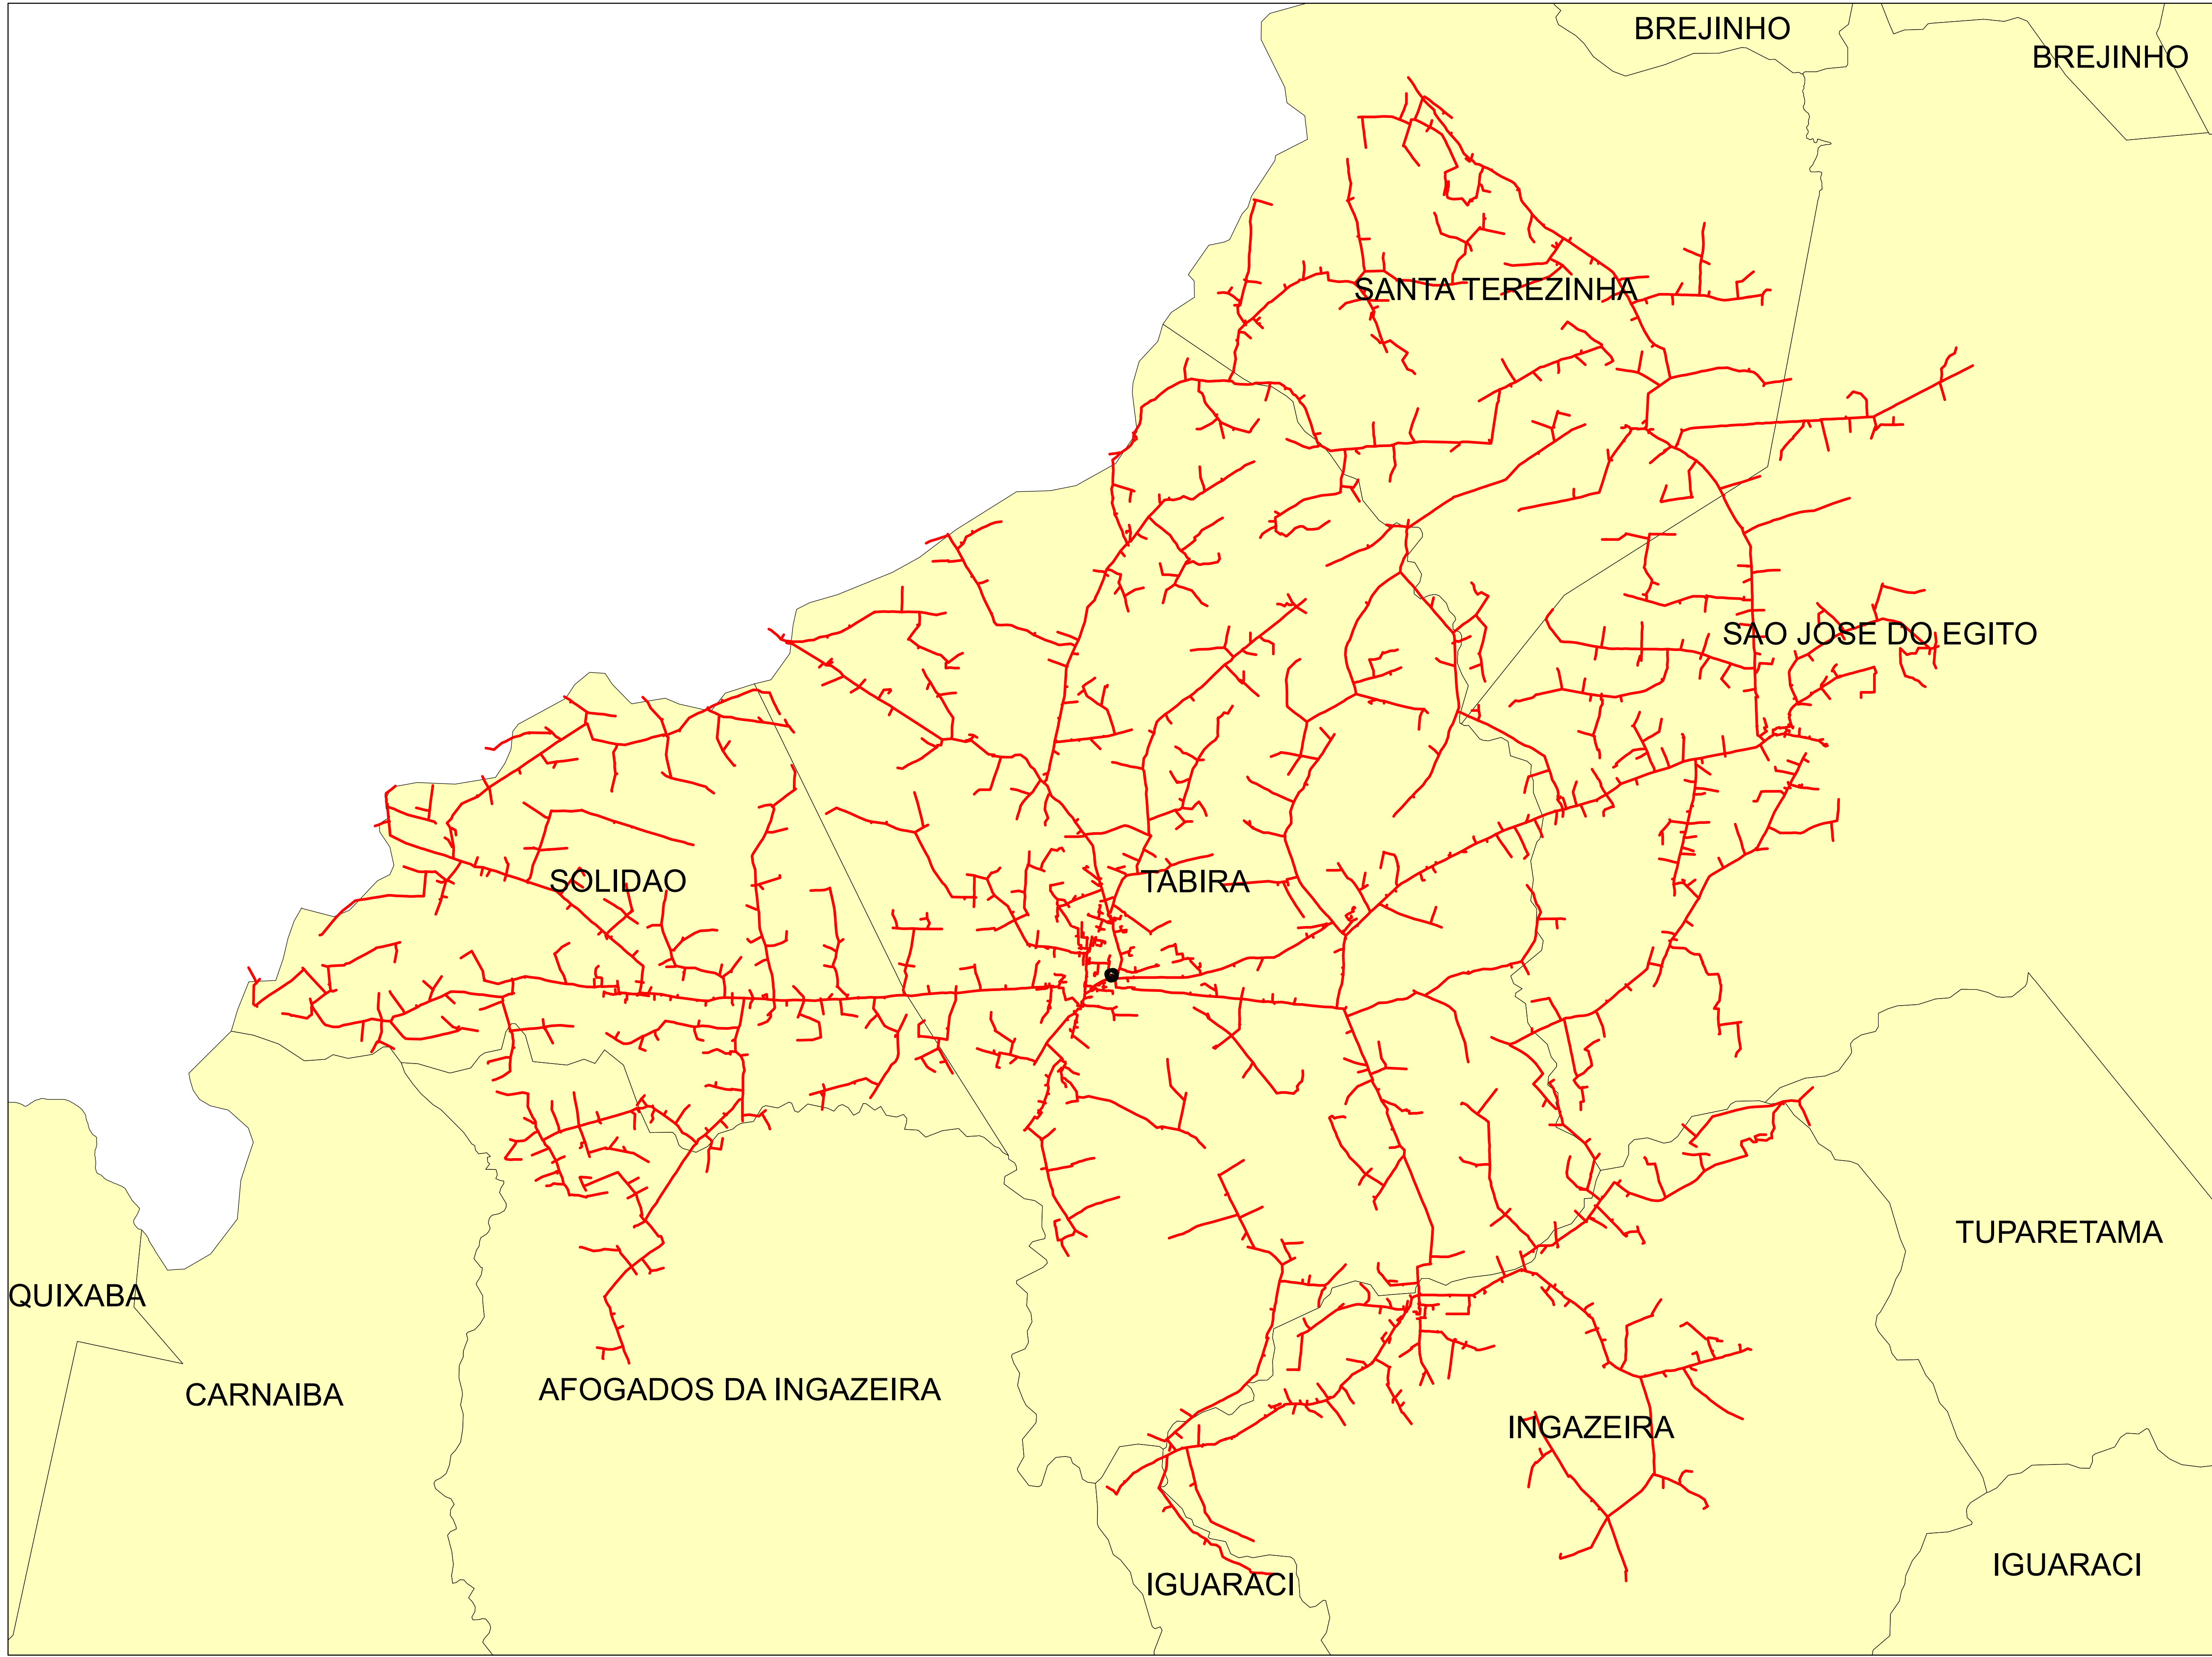 BREJINHO
BREJINHO
SANTA TEREZINHA
SAO JOSE DO EGITO
SOLIDAO
TABIRA
TUPARETAMA
QUIXABA
CARNAIBA
AFOGADOS DA INGAZEIRA
INGAZEIRA
IGUARACI
IGUARACI